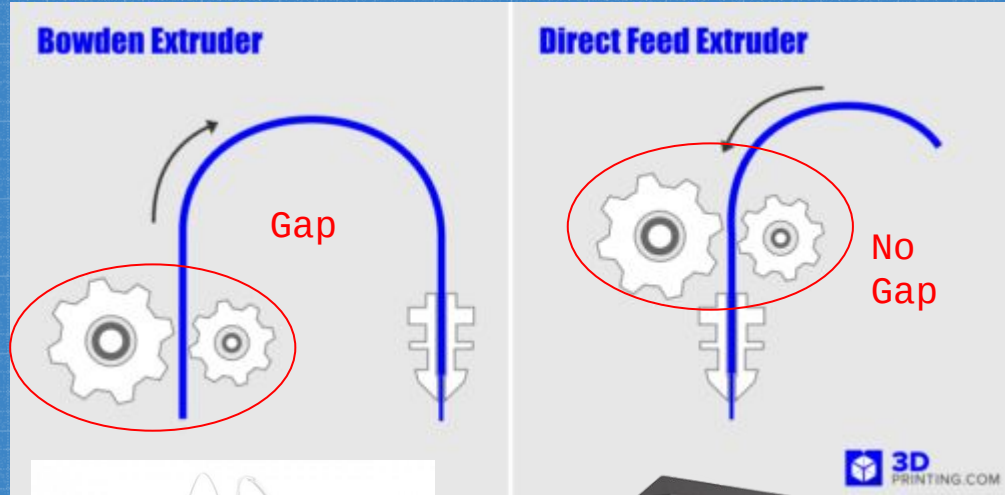 Bowden Extruder
Gap
Direct Feed Extruder
No
Gap
3D
PRINTING.COM